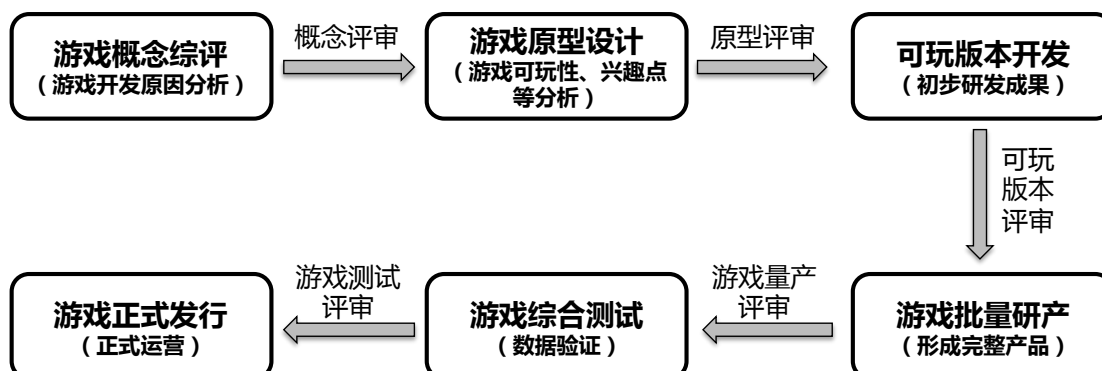 游戏概念综评
（游戏开发原因分析）
概念评审
游戏原型设计
（游戏可玩性、兴趣点
等分析）
原型评审
可玩版本开发
（初步研发成果）
可玩
版本
评审
游戏批量研产
（形成完整产品）
游戏量产
评审
游戏综合测试
（数据验证）
游戏测试
评审
游戏正式发行
（正式运营）